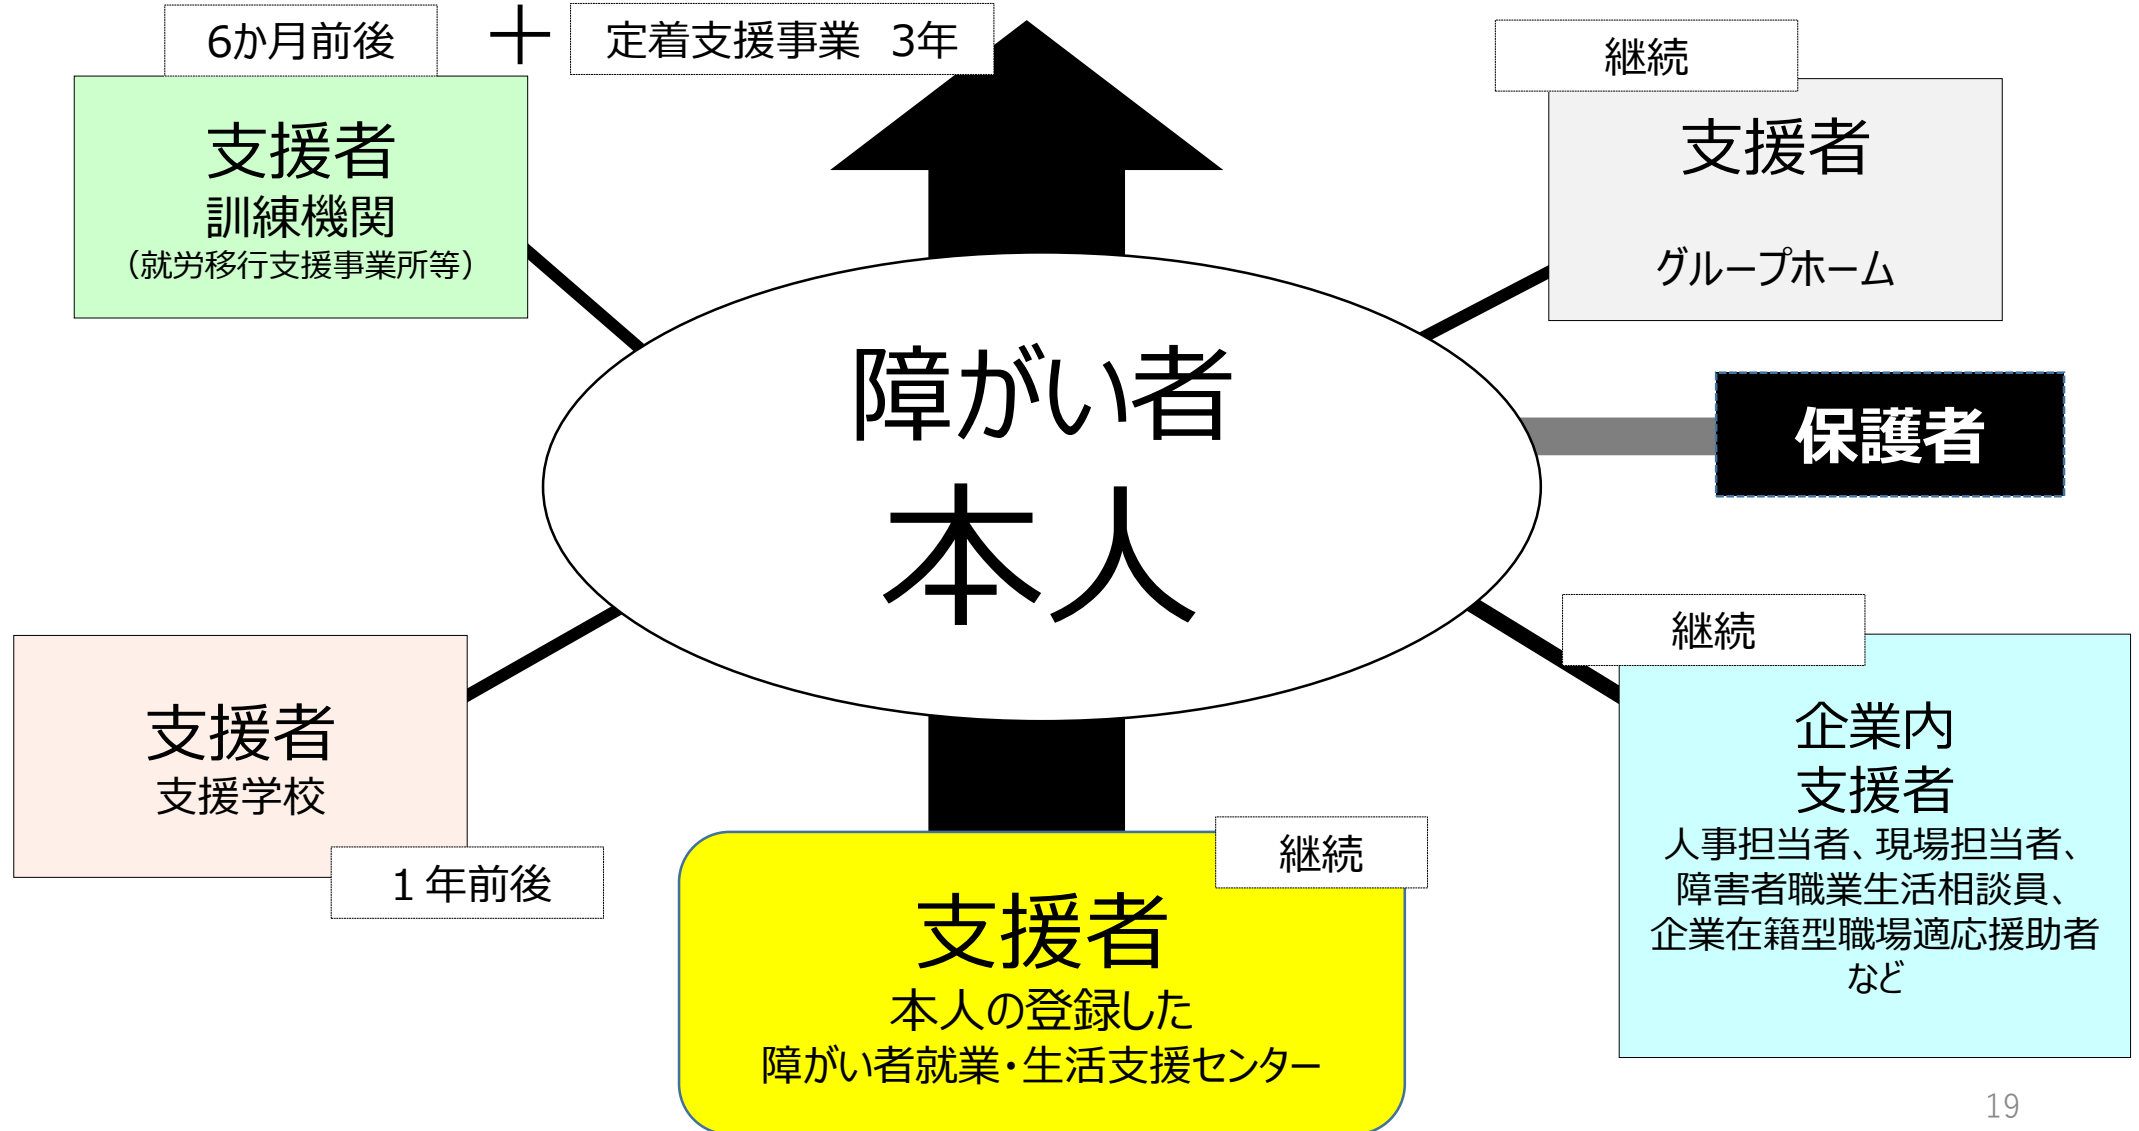 6か月前後
＋
定着支援事業　3年
支援者
訓練機関
（就労移行支援事業所等）
継続
支援者
グループホーム
障がい者
本人
保護者
支援者
支援学校
１年前後
継続
支援者
本人の登録した
障がい者就業・生活支援センター
継続
企業内
支援者
人事担当者、現場担当者、
障害者職業生活相談員、
企業在籍型職場適応援助者
など
19